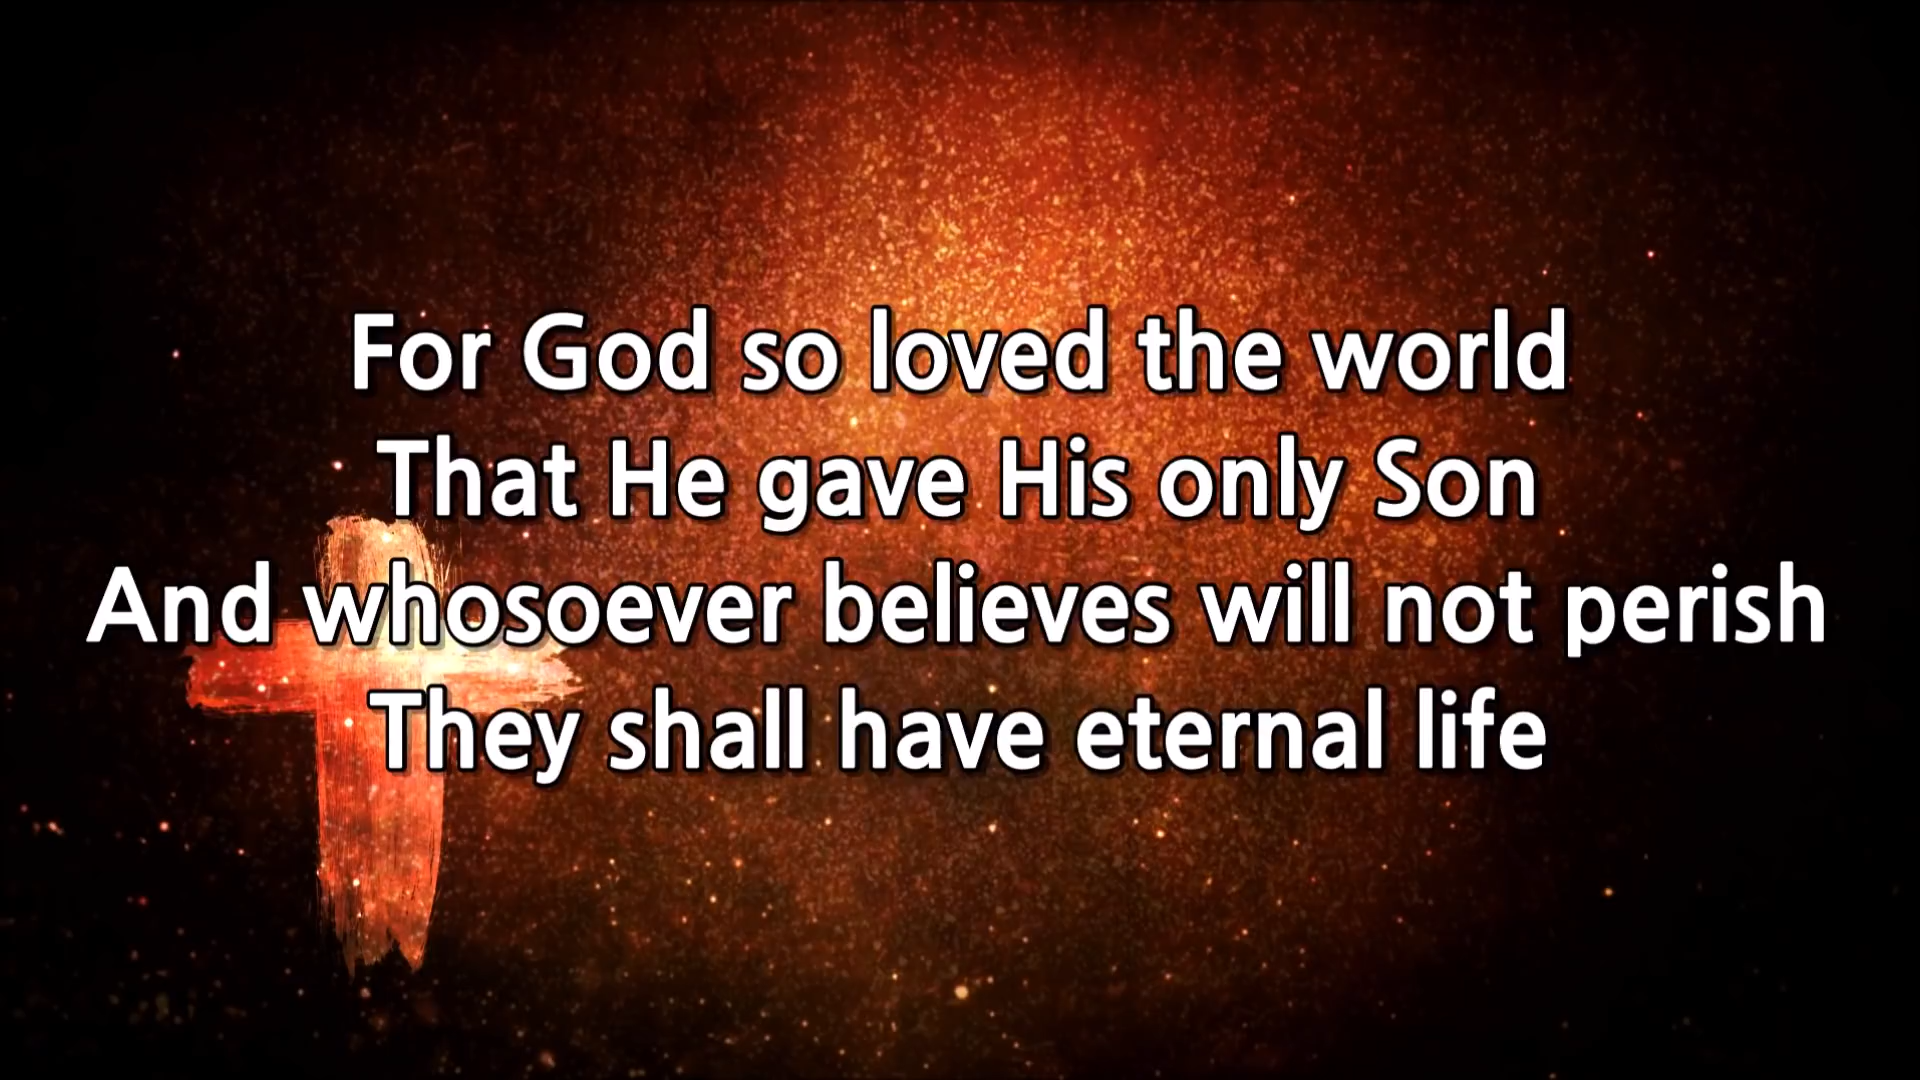 For God so loved the world
That He gave His only Son
And whosoever believes will not perish
They shall have eternal life